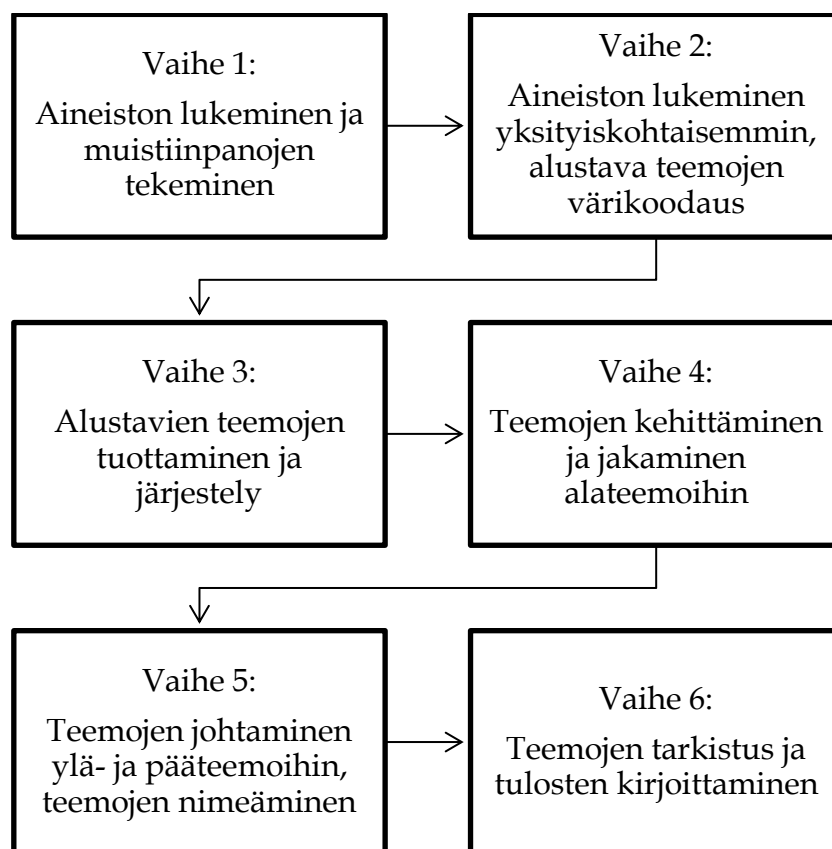 Vaihe 1:
Aineiston lukeminen ja
muistiinpanojen
tekeminen
Vaihe 2:
Aineiston lukeminen
yksityiskohtaisemmin,
alustava teemojen
värikoodaus
Vaihe 3:
Alustavien teemojen
tuottaminen ja
järjestely
Vaihe 4:
Teemojen kehittäminen
ja jakaminen
alateemoihin
Vaihe 5:
Teemojen johtaminen
ylä- ja pääteemoihin,
teemojen nimeäminen
Vaihe 6:
Teemojen tarkistus ja
tulosten kirjoittaminen